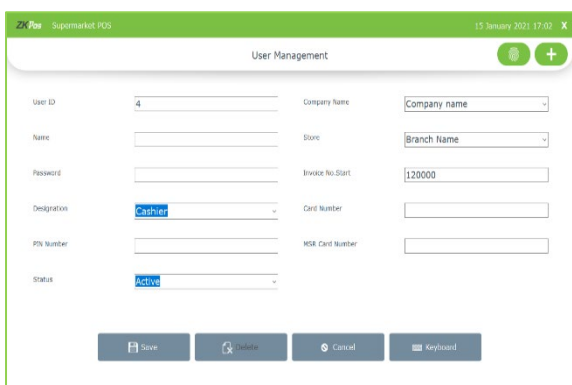 ZKPos Supermarket POS 15 January 2021 17:02 X
User Management
User ID 4 Company Name Company name
Name Store Branch Name
Password Invoice No.Start 120000
Designation Cashier Card Number
PIN Number MSR Card Number
Status Active
Save Delete Cancel Keyboard